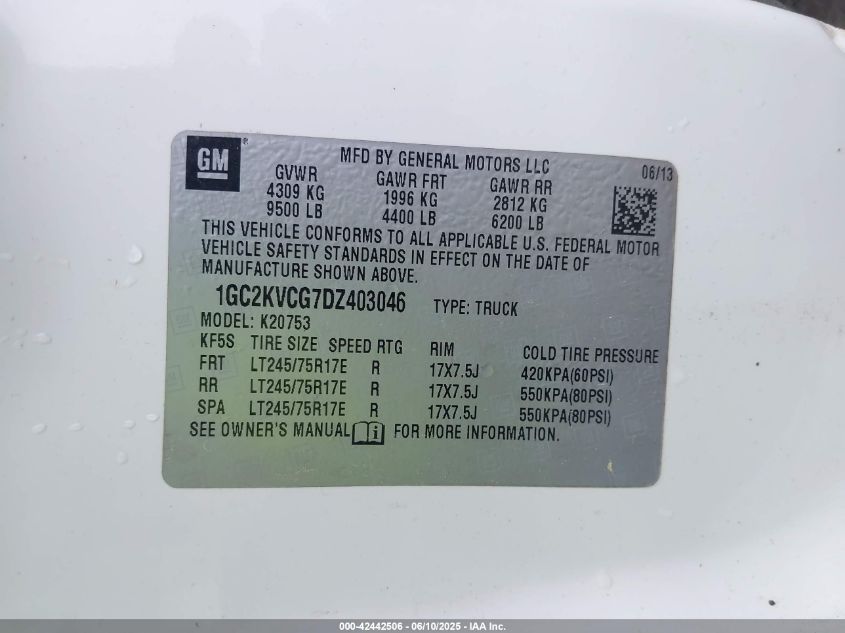 GM
MFD BY GENERAL MOTORS LLC
06/13
GVWR GAWR FRT GAWR RR
4309 KG 1996 KG 2812 KG
9500 LB 4400 LB 6200 LB
THIS VEHICLE CONFORMS TO ALL APPLICABLE U.S. FEDERAL MOTOR
VEHICLE SAFETY STANDARDS IN EFFECT ON THE DATE OF
MANUFACTURE SHOWN ABOVE.
1GC2KVCG7DZ403046 TYPE: TRUCK
MODEL: K20753
KF5S TIRE SIZE SPEED RTG RIM COLD TIRE PRESSURE
FRT LT245/75R17E R 17X7.5J 420KPA(60PSI)
RR LT245/75R17E R 17X7.5J 550KPA(80PSI)
SPA LT245/75R17E R 17X7.5J 550KPA(80PSI)
SEE OWNER'S MANUAL FOR MORE INFORMATION.
000-42442506 - 06/10/2025 - IAA Inc.